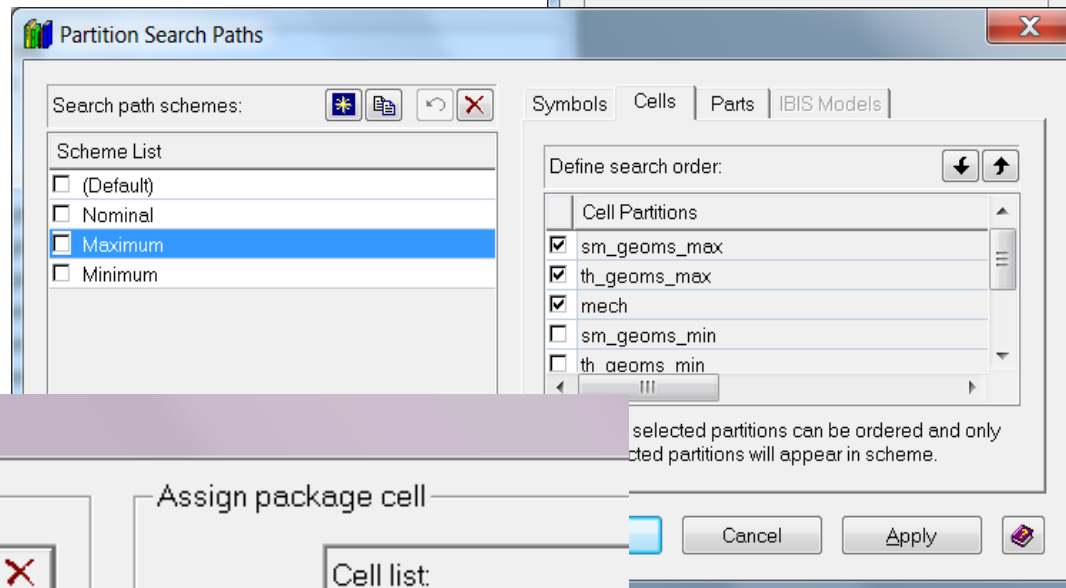 Partition Search Paths
Search path schemes:
Scheme List
(Default)
Nominal
Maximum
Minimum
Symbols Cells Parts IBIS Models
Define search order:
Cell Partitions
sm_geoms_max
th_geoms_max
mech
sm_geoms_min
th_geoms_min
selected partitions can be ordered and only
cted partitions will appear in scheme.
Cancel Apply
Assign package cell
Cell list: